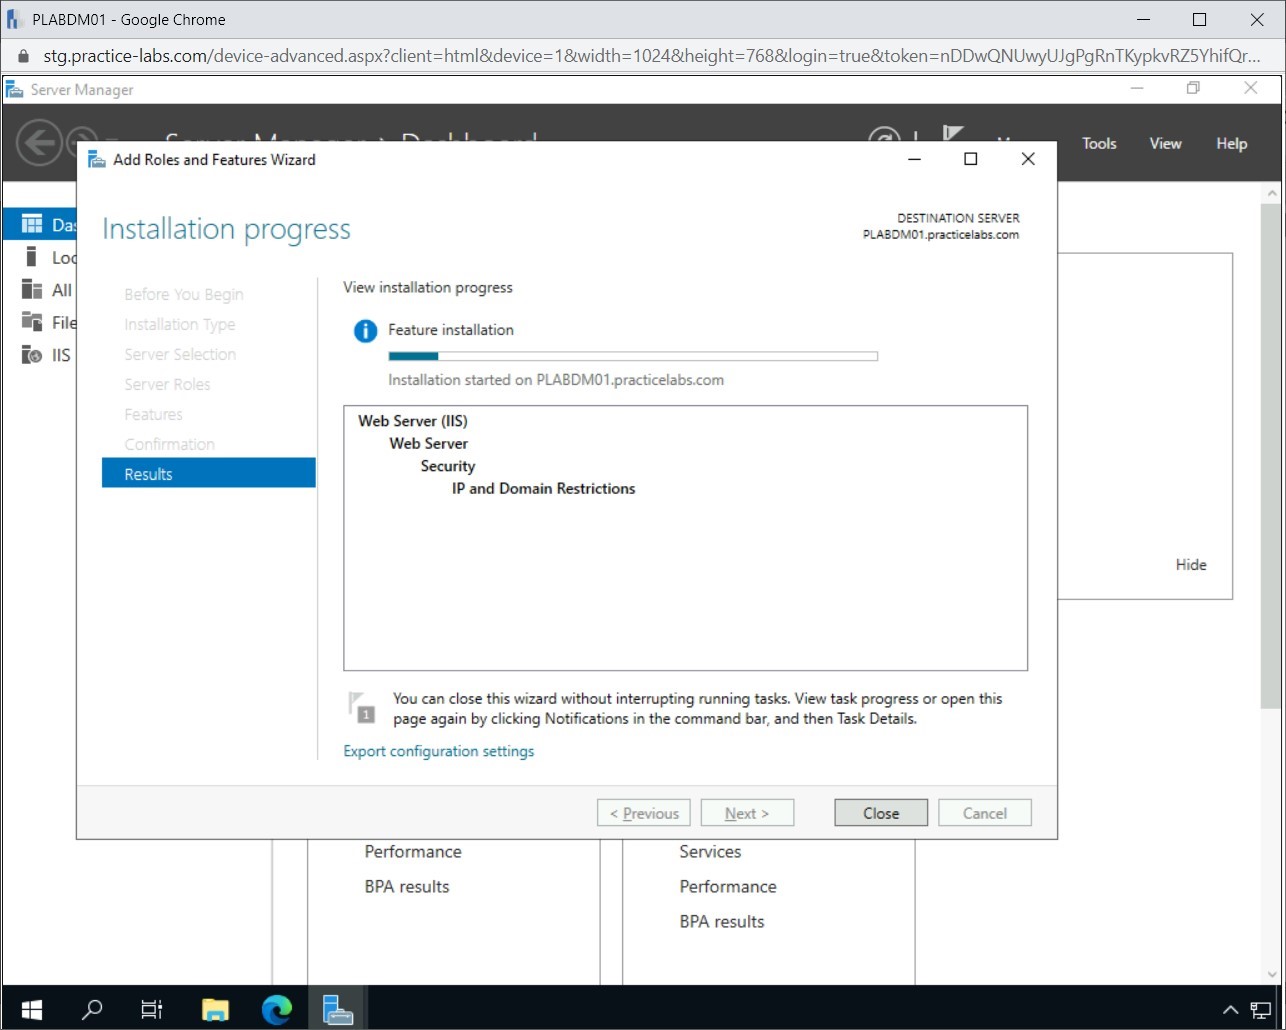 PLABDM01 - Google Chrome
stg.practice-labs.com/device-advanced.aspx?client=html&device=1&width=1024&height=768&login=true&token=nDDwQNUwyUJgPgRnTKypkvRZ5YhifQr...
Server Manager
Server Manager Dashboard
Tools View Help
Add Roles and Features Wizard
Installation progress
DESTINATION SERVER
PLABDM01.practicelabs.com
Das
Loc
All
File
IIS
Before You Begin
Installation Type
Server Selection
Server Roles
Features
Confirmation
Results
View installation progress
Feature installation
Installation started on PLABDM01.practicelabs.com
Web Server (IIS)
Web Server
Security
IP and Domain Restrictions
Hide
1
You can close this wizard without interrupting running tasks. View task progress or open this
page again by clicking Notifications in the command bar, and then Task Details.
Export configuration settings
< Previous
Next >
Close
Cancel
Performance
BPA results
Services
Performance
BPA results